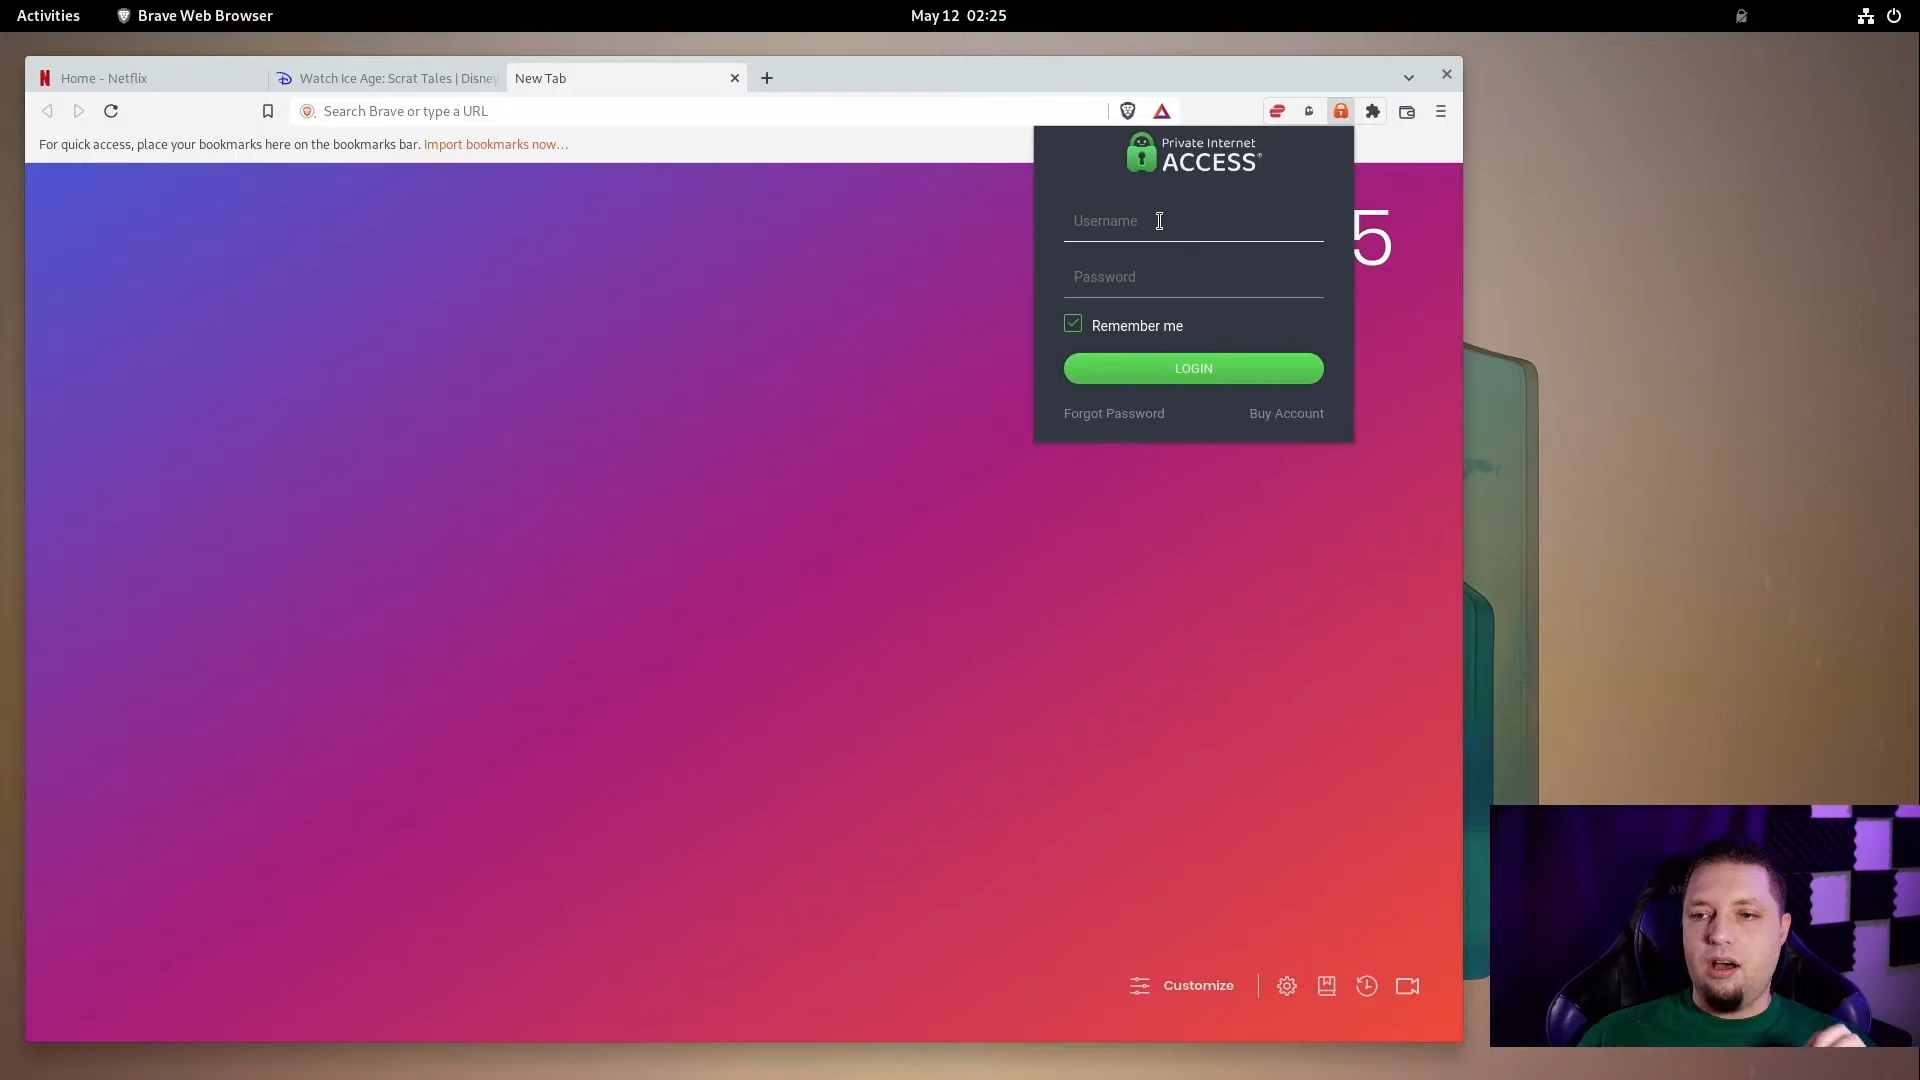 Activities
Brave Web Browser
May 12 02:25
Home - Netflix
Watch Ice Age: Scrat Tales | Disney
New Tab
Search Brave or type a URL
For quick access, place your bookmarks here on the bookmarks bar. Import bookmarks now…
Private Internet
ACCESS®
5
Username
Password
Remember me
LOGIN
Forgot Password
Buy Account
Customize